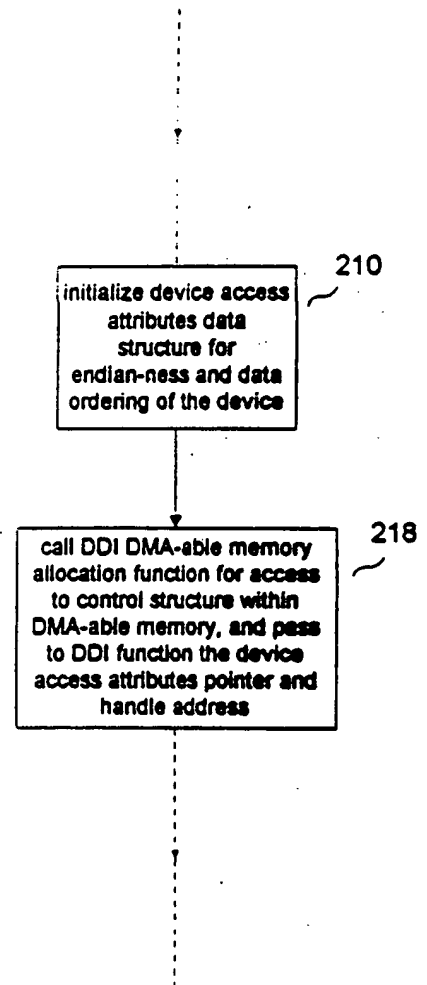 210
initialize device access
attributes data
structure for
endian-ness and data
ordering of the device
218
call DDI DMA-able memory
allocation function for access
to control structure within
DMA-able memory, and pass
to DDI function the device
access attributes pointer and
handle address